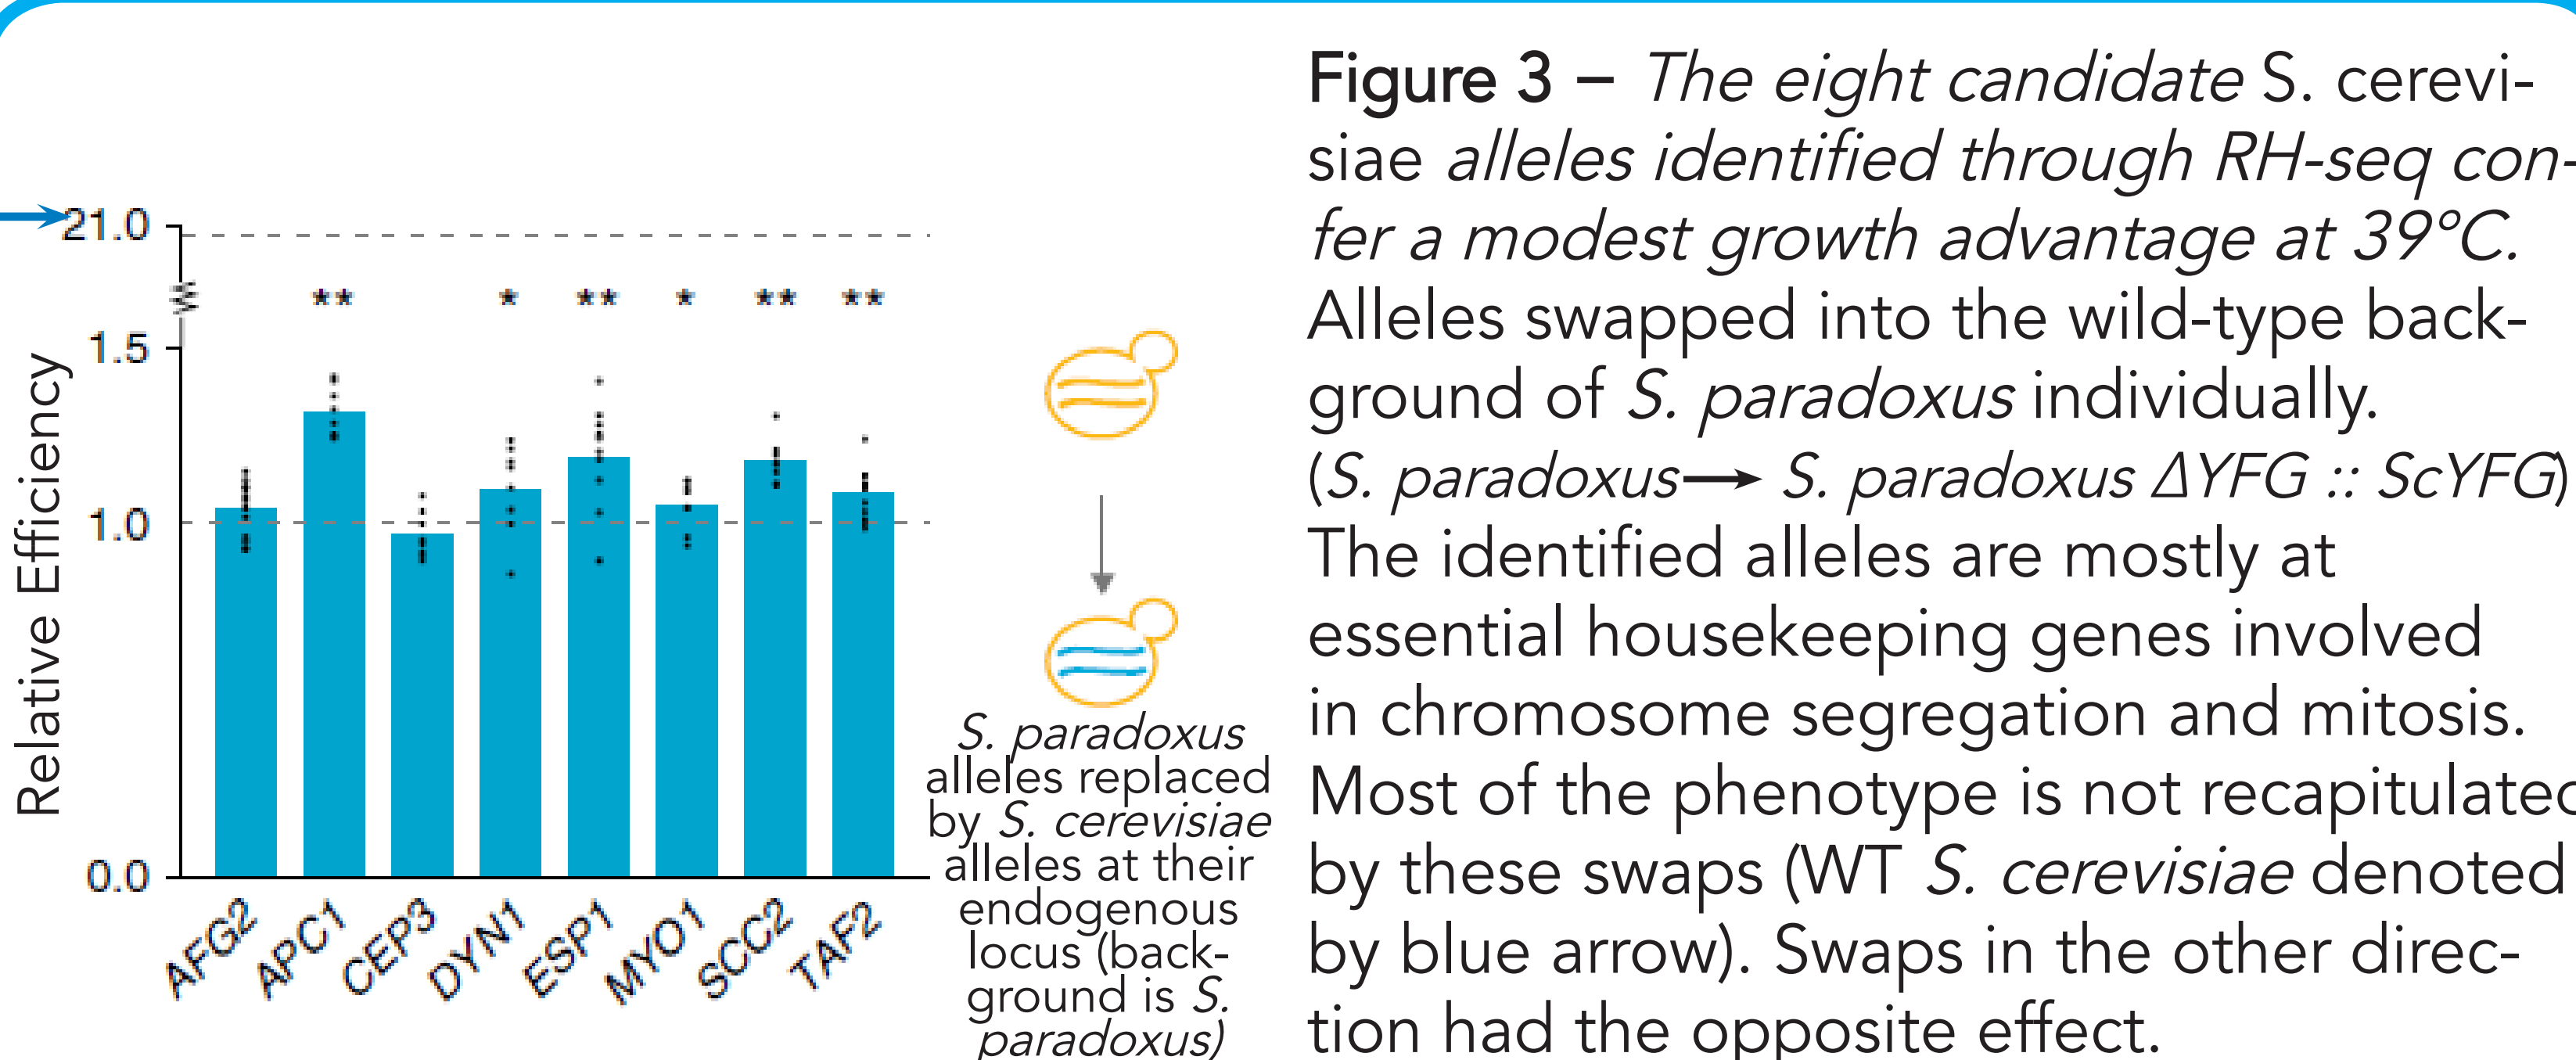 21.0
** * ** * ** **
1.5
1.0
0.0
Relative Efficiency
AFG2
APC1
CEP3
DYN1
ESP1
MYO1
SCC2
TAF2
S. paradoxus
alleles replaced
by S. cerevisiae
alleles at their
endogenous
locus (back-
ground is S.
paradoxus)
Figure 3 – The eight candidate S. cerevi-
siae alleles identified through RH-seq con-
fer a modest growth advantage at 39ºC.
Alleles swapped into the wild-type back-
ground of S. paradoxus individually.
(S. paradoxus→ S. paradoxus ΔYFG :: ScYFG)
The identified alleles are mostly at
essential housekeeping genes involved
in chromosome segregation and mitosis.
Most of the phenotype is not recapitulated
by these swaps (WT S. cerevisiae denoted
by blue arrow). Swaps in the other direc-
tion had the opposite effect.